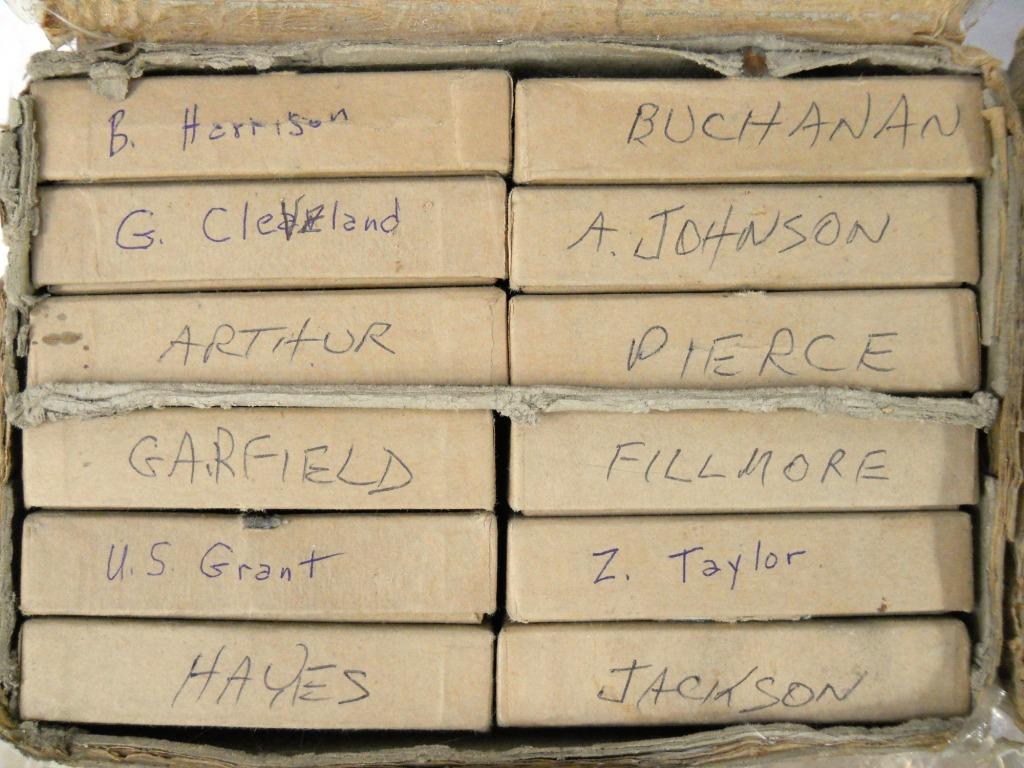 B. Harrison
G. Cleveland
ARTHUR
GARFIELD
U.S. Grant
HAYES
BUCHANAN
A. JOHNSON
PIERCE
FILLMORE
Z. Taylor
JACKSON